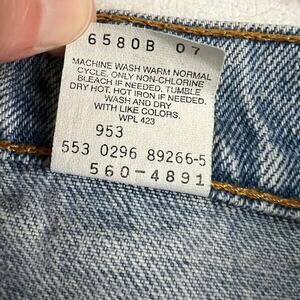 6580B 07
MACHINE WASH WARM NORMAL
CYCLE. ONLY NON-CHLORINE
BLEACH IF NEEDED. TUMBLE
DRY HOT. HOT IRON IF NEEDED.
WASH AND DRY
WITH LIKE COLORS.
WPL 423
953
553 0296 89266-5
560-4891